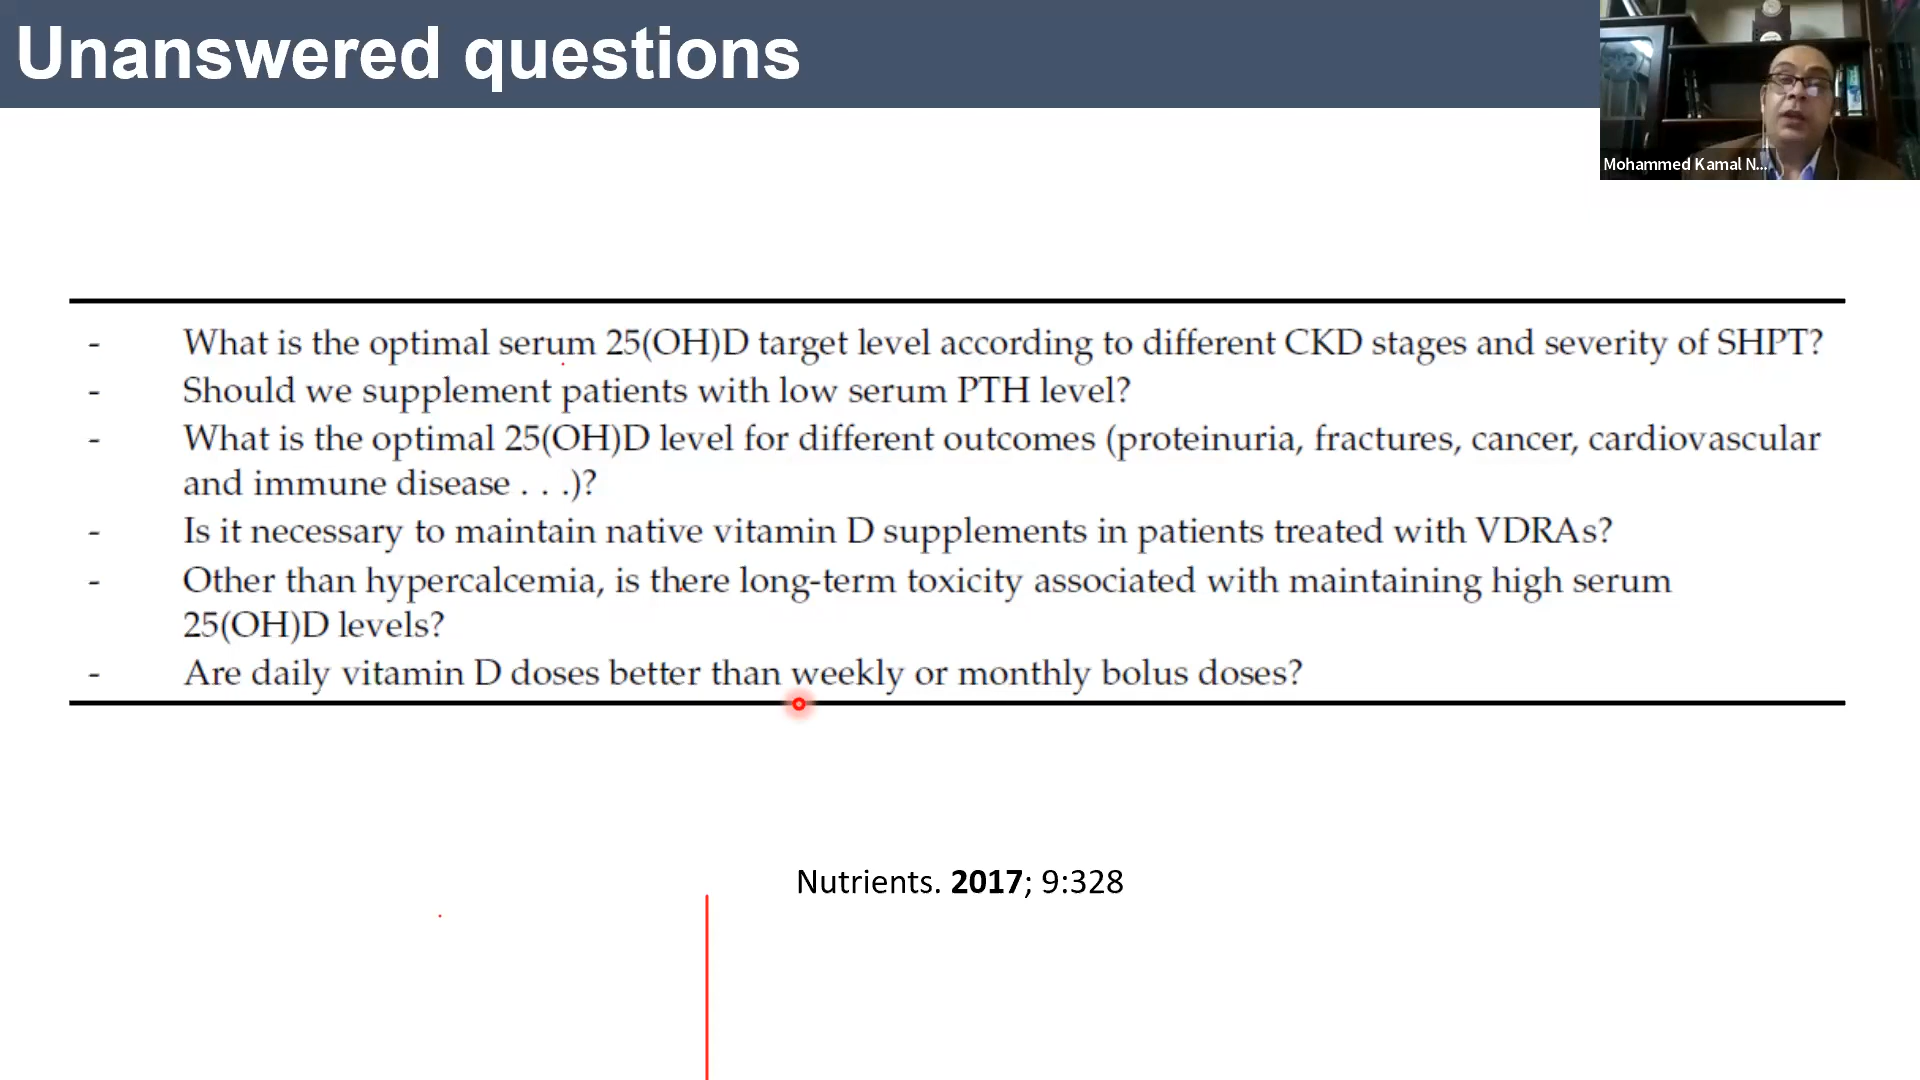 Unanswered questions
Mohammed Kamal N...
- What is the optimal serum 25(OH)D target level according to different CKD stages and severity of SHPT?
- Should we supplement patients with low serum PTH level?
- What is the optimal 25(OH)D level for different outcomes (proteinuria, fractures, cancer, cardiovascular
and immune disease . . .)?
- Is it necessary to maintain native vitamin D supplements in patients treated with VDRAs?
- Other than hypercalcemia, is there long-term toxicity associated with maintaining high serum
25(OH)D levels?
- Are daily vitamin D doses better than weekly or monthly bolus doses?
Nutrients. 2017; 9:328